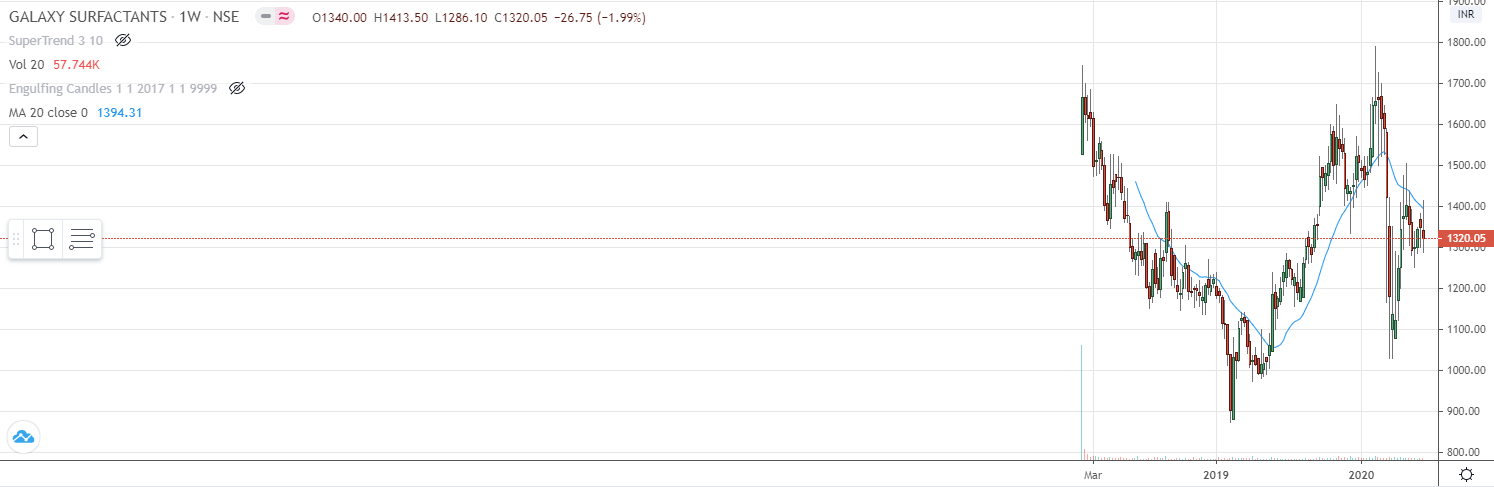 GALAXY SURFACTANTS · 1W · NSE O1340.00 H1413.50 L1286.10 C1320.05 −26.75 (−1.99%)
SuperTrend 3 10
Vol 20 57.744K
Engulfing Candles 1 1 2017 1 1 9999
MA 20 close 0 1394.31
1900.00
INR
1800.00
1700.00
1600.00
1500.00
1400.00
1320.05
1300.00
1200.00
1100.00
1000.00
900.00
800.00
Mar 2019 2020